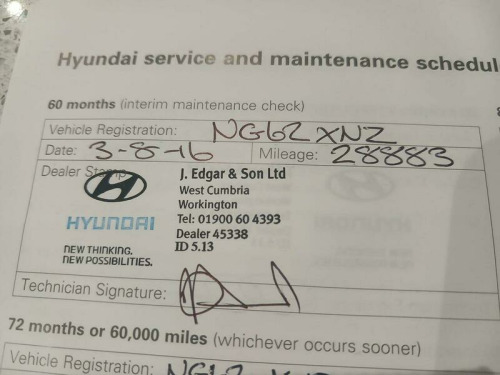 Hyundai service and maintenance schedul
60 months (interim maintenance check)
Vehicle Registration: NG62 XNZ
Date: 3-8-16 Mileage: 28883
Dealer Stamp
HYUNDAI
NEW THINKING.
NEW POSSIBILITIES.
J. Edgar & Son Ltd
West Cumbria
Workington
Tel: 01900 60 4393
Dealer 45338
ID 5.13
Technician Signature:
72 months or 60,000 miles (whichever occurs sooner)
Vehicle Registration: